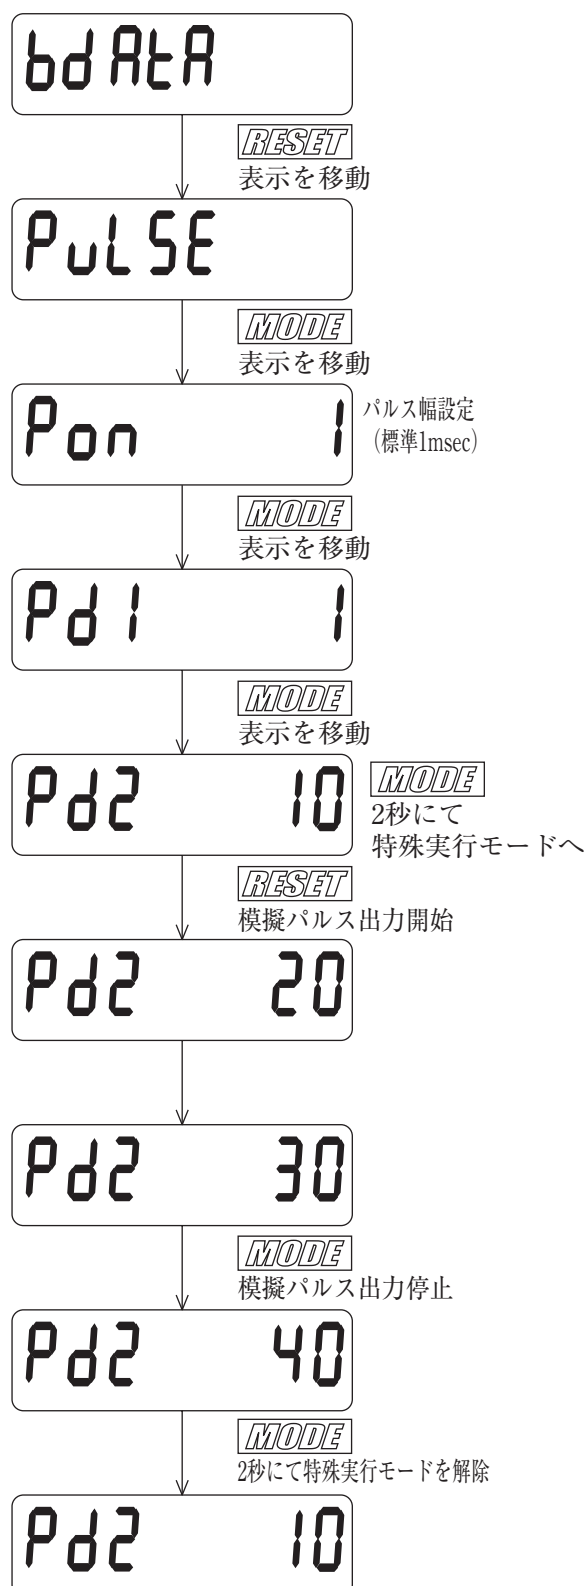 bdAtA
RESET
表示を移動
PuLSE
MODE
表示を移動
Pon 1
パルス幅設定
(標準1msec)
MODE
表示を移動
Pd1 1
MODE
表示を移動
Pd2 10
MODE
2秒にて
特殊実行モードへ
RESET
模擬パルス出力開始
Pd2 20
Pd2 30
MODE
模擬パルス出力停止
Pd2 40
MODE
2秒にて特殊実行モードを解除
Pd2 10